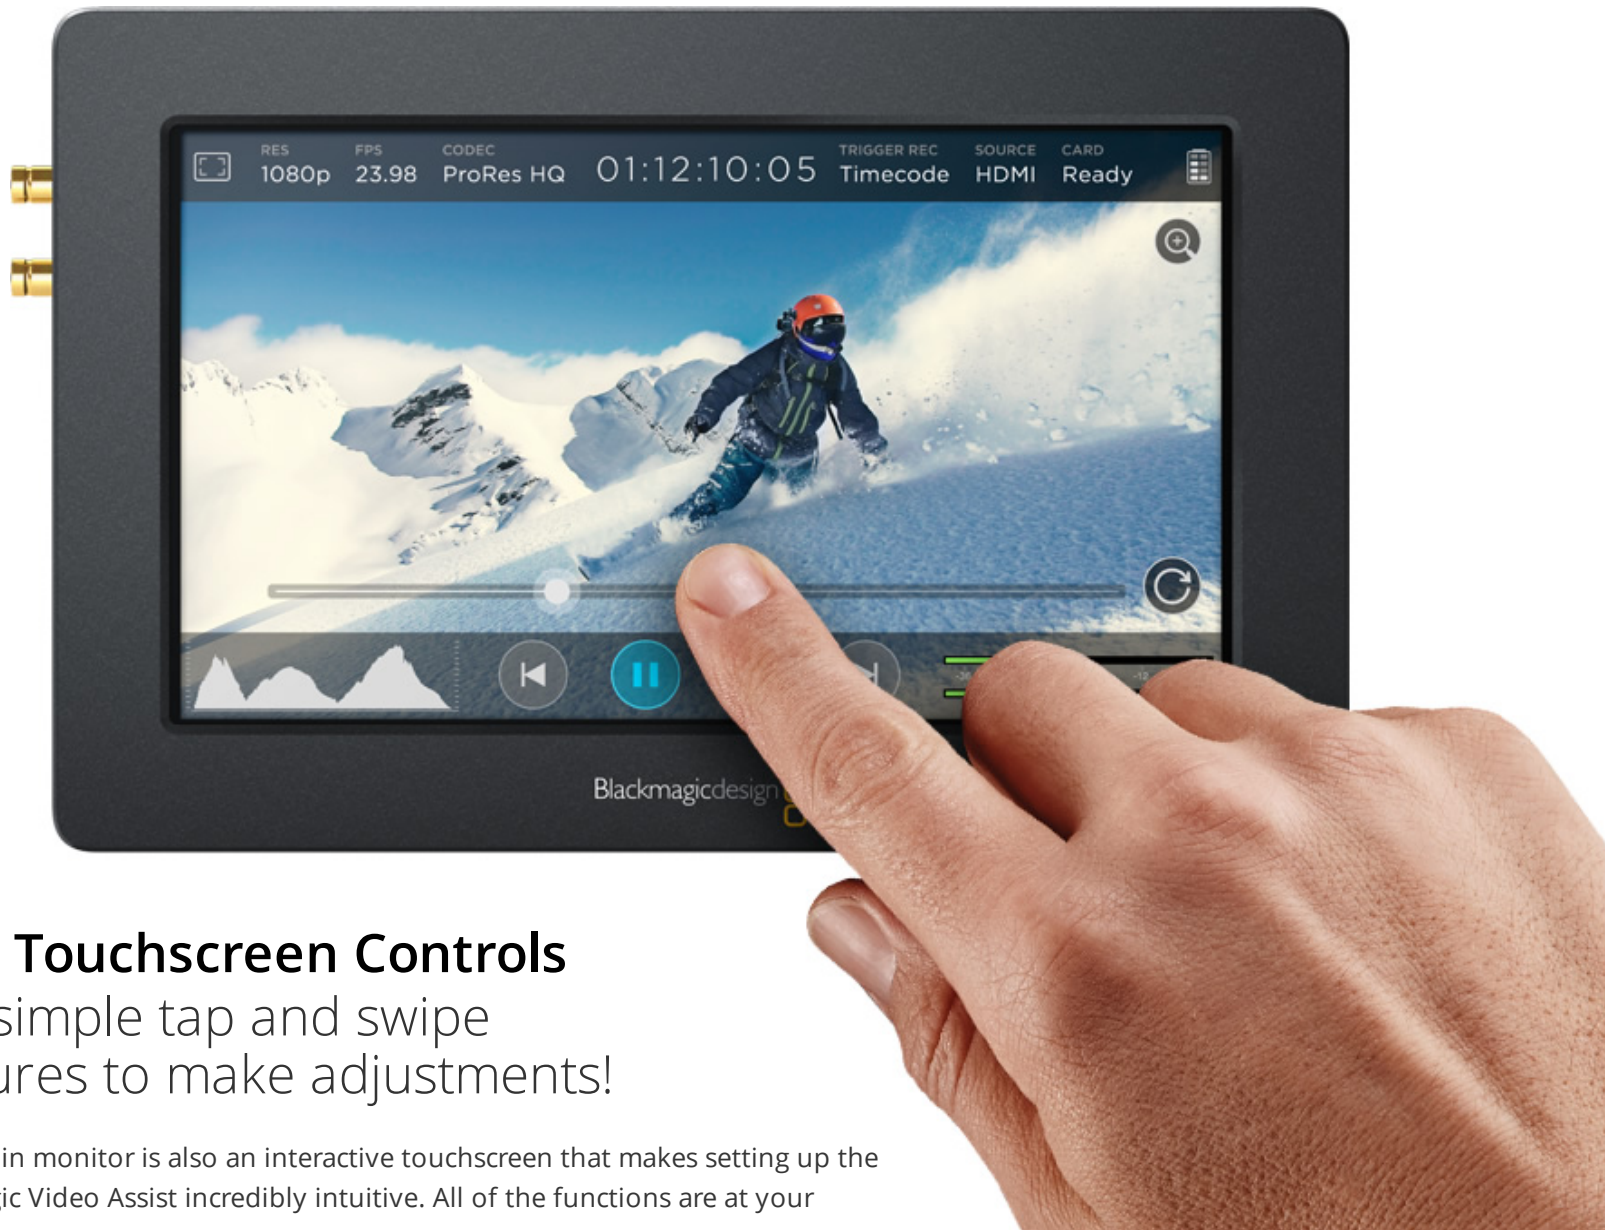 RES FPS CODEC TRIGGER REC SOURCE CARD
1080p 23.98 ProRes HQ 01:12:10:05 Timecode HDMI Ready
-12
Blackmagicdesign
Touchscreen Controls
simple tap and swipe
ures to make adjustments!
in monitor is also an interactive touchscreen that makes setting up the
gic Video Assist incredibly intuitive. All of the functions are at your